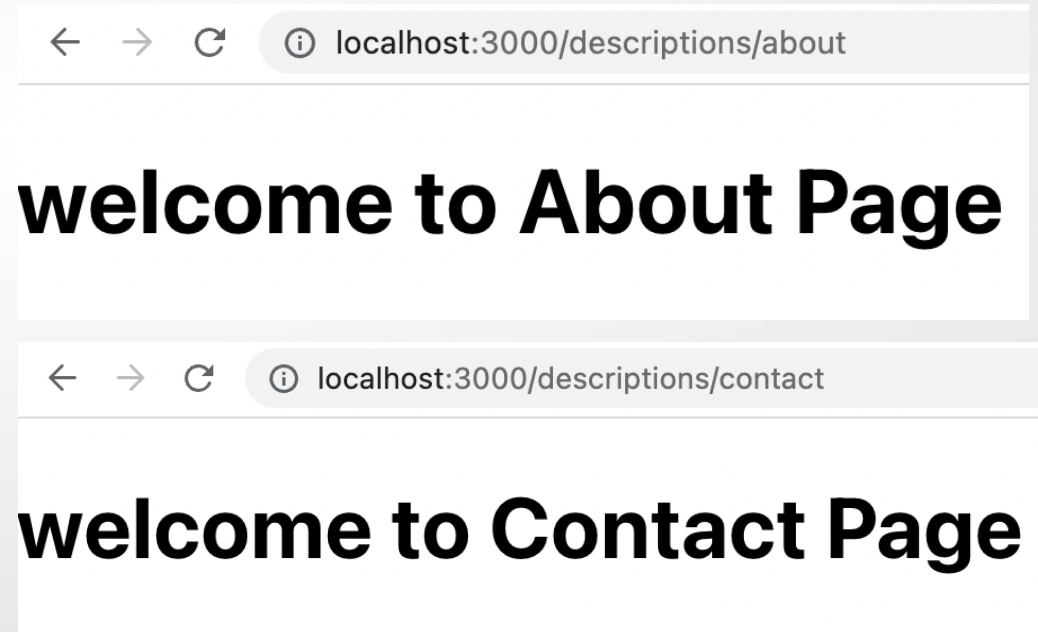 localhost:3000/descriptions/about
welcome to About Page
localhost:3000/descriptions/contact
welcome to Contact Page